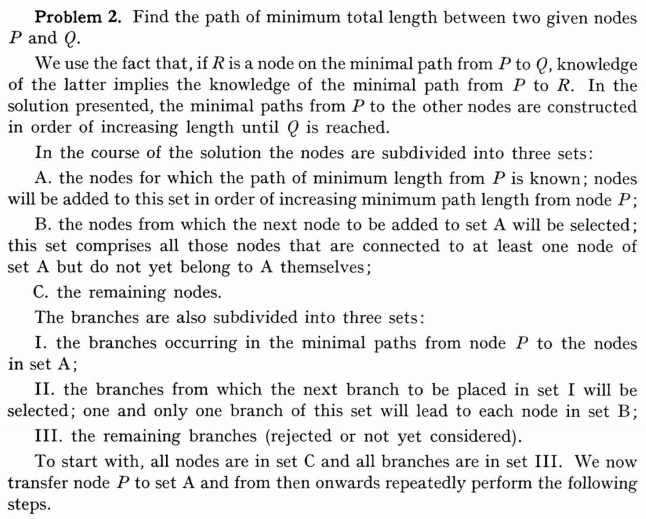 Problem 2. Find the path of minimum total length between two given nodes
P and Q.
We use the fact that, if R is a node on the minimal path from P to Q, knowledge
of the latter implies the knowledge of the minimal path from P to R. In the
solution presented, the minimal paths from P to the other nodes are constructed
in order of increasing length until Q is reached.
In the course of the solution the nodes are subdivided into three sets:
A. the nodes for which the path of minimum length from P is known; nodes
will be added to this set in order of increasing minimum path length from node P;
B. the nodes from which the next node to be added to set A will be selected;
this set comprises all those nodes that are connected to at least one node of
set A but do not yet belong to A themselves;
C. the remaining nodes.
The branches are also subdivided into three sets:
I. the branches occurring in the minimal paths from node P to the nodes
in set A;
II. the branches from which the next branch to be placed in set I will be
selected; one and only one branch of this set will lead to each node in set B;
III. the remaining branches (rejected or not yet considered).
To start with, all nodes are in set C and all branches are in set III. We now
transfer node P to set A and from then onwards repeatedly perform the following
steps.